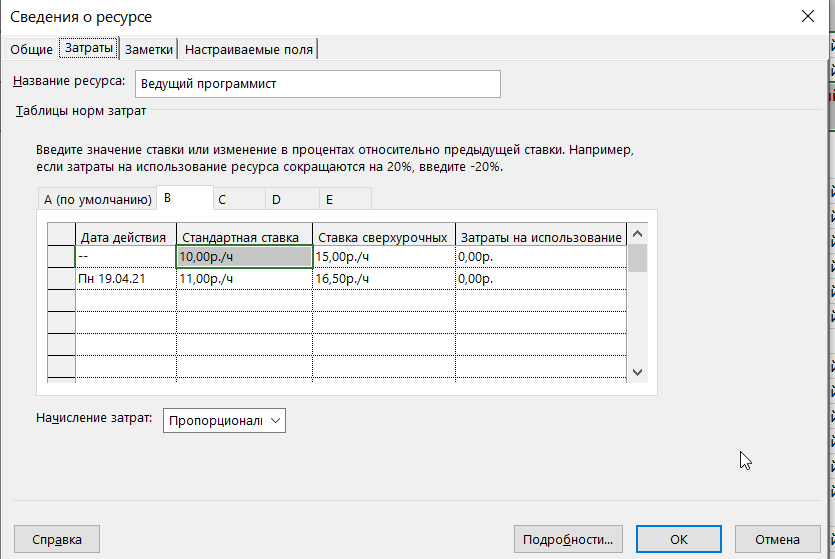 Сведения о ресурсе
Общие Затраты Заметки Настраиваемые поля
Название ресурса: Ведущий программист
Таблицы норм затрат
Введите значение ставки или изменение в процентах относительно предыдущей ставки. Например,
если затраты на использование ресурса сокращаются на 20%, введите -20%.
A (по умолчанию) B C D E
Дата действия Стандартная ставка Ставка сверхурочных Затраты на использование
-- 10,00р./ч 15,00р./ч 0,00р.
Пн 19.04.21 11,00р./ч 16,50р./ч 0,00р.
Начисление затрат: Пропорционалы
Справка Подробности... ОК Отмена